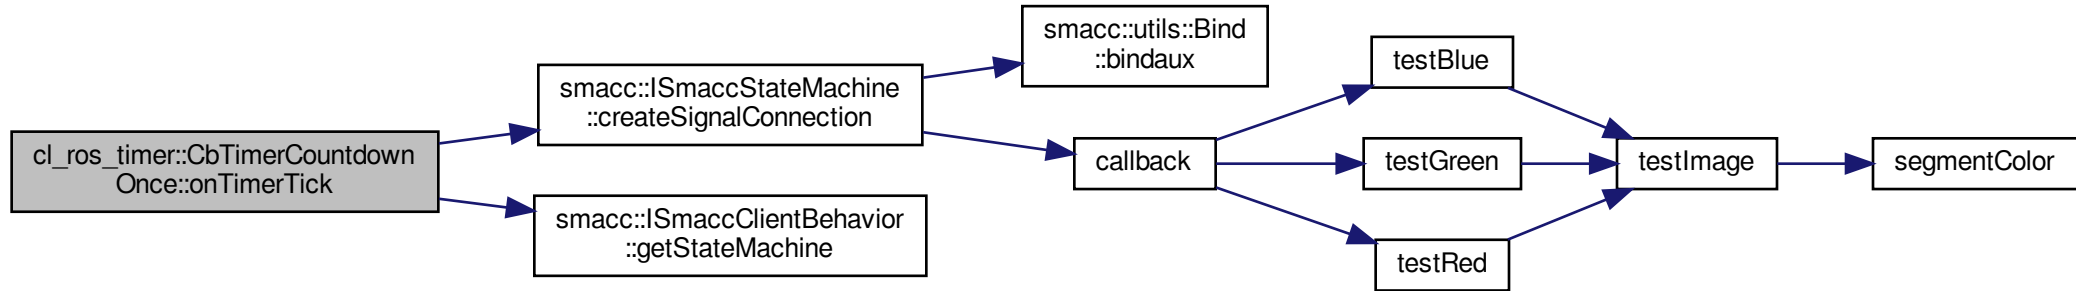 cl_ros_timer::CbTimerCountdown
Once::onTimerTick
smacc::ISmaccStateMachine
::createSignalConnection
smacc::ISmaccClientBehavior
::getStateMachine
smacc::utils::Bind
::bindaux
callback
testBlue
testGreen
testRed
testImage
segmentColor